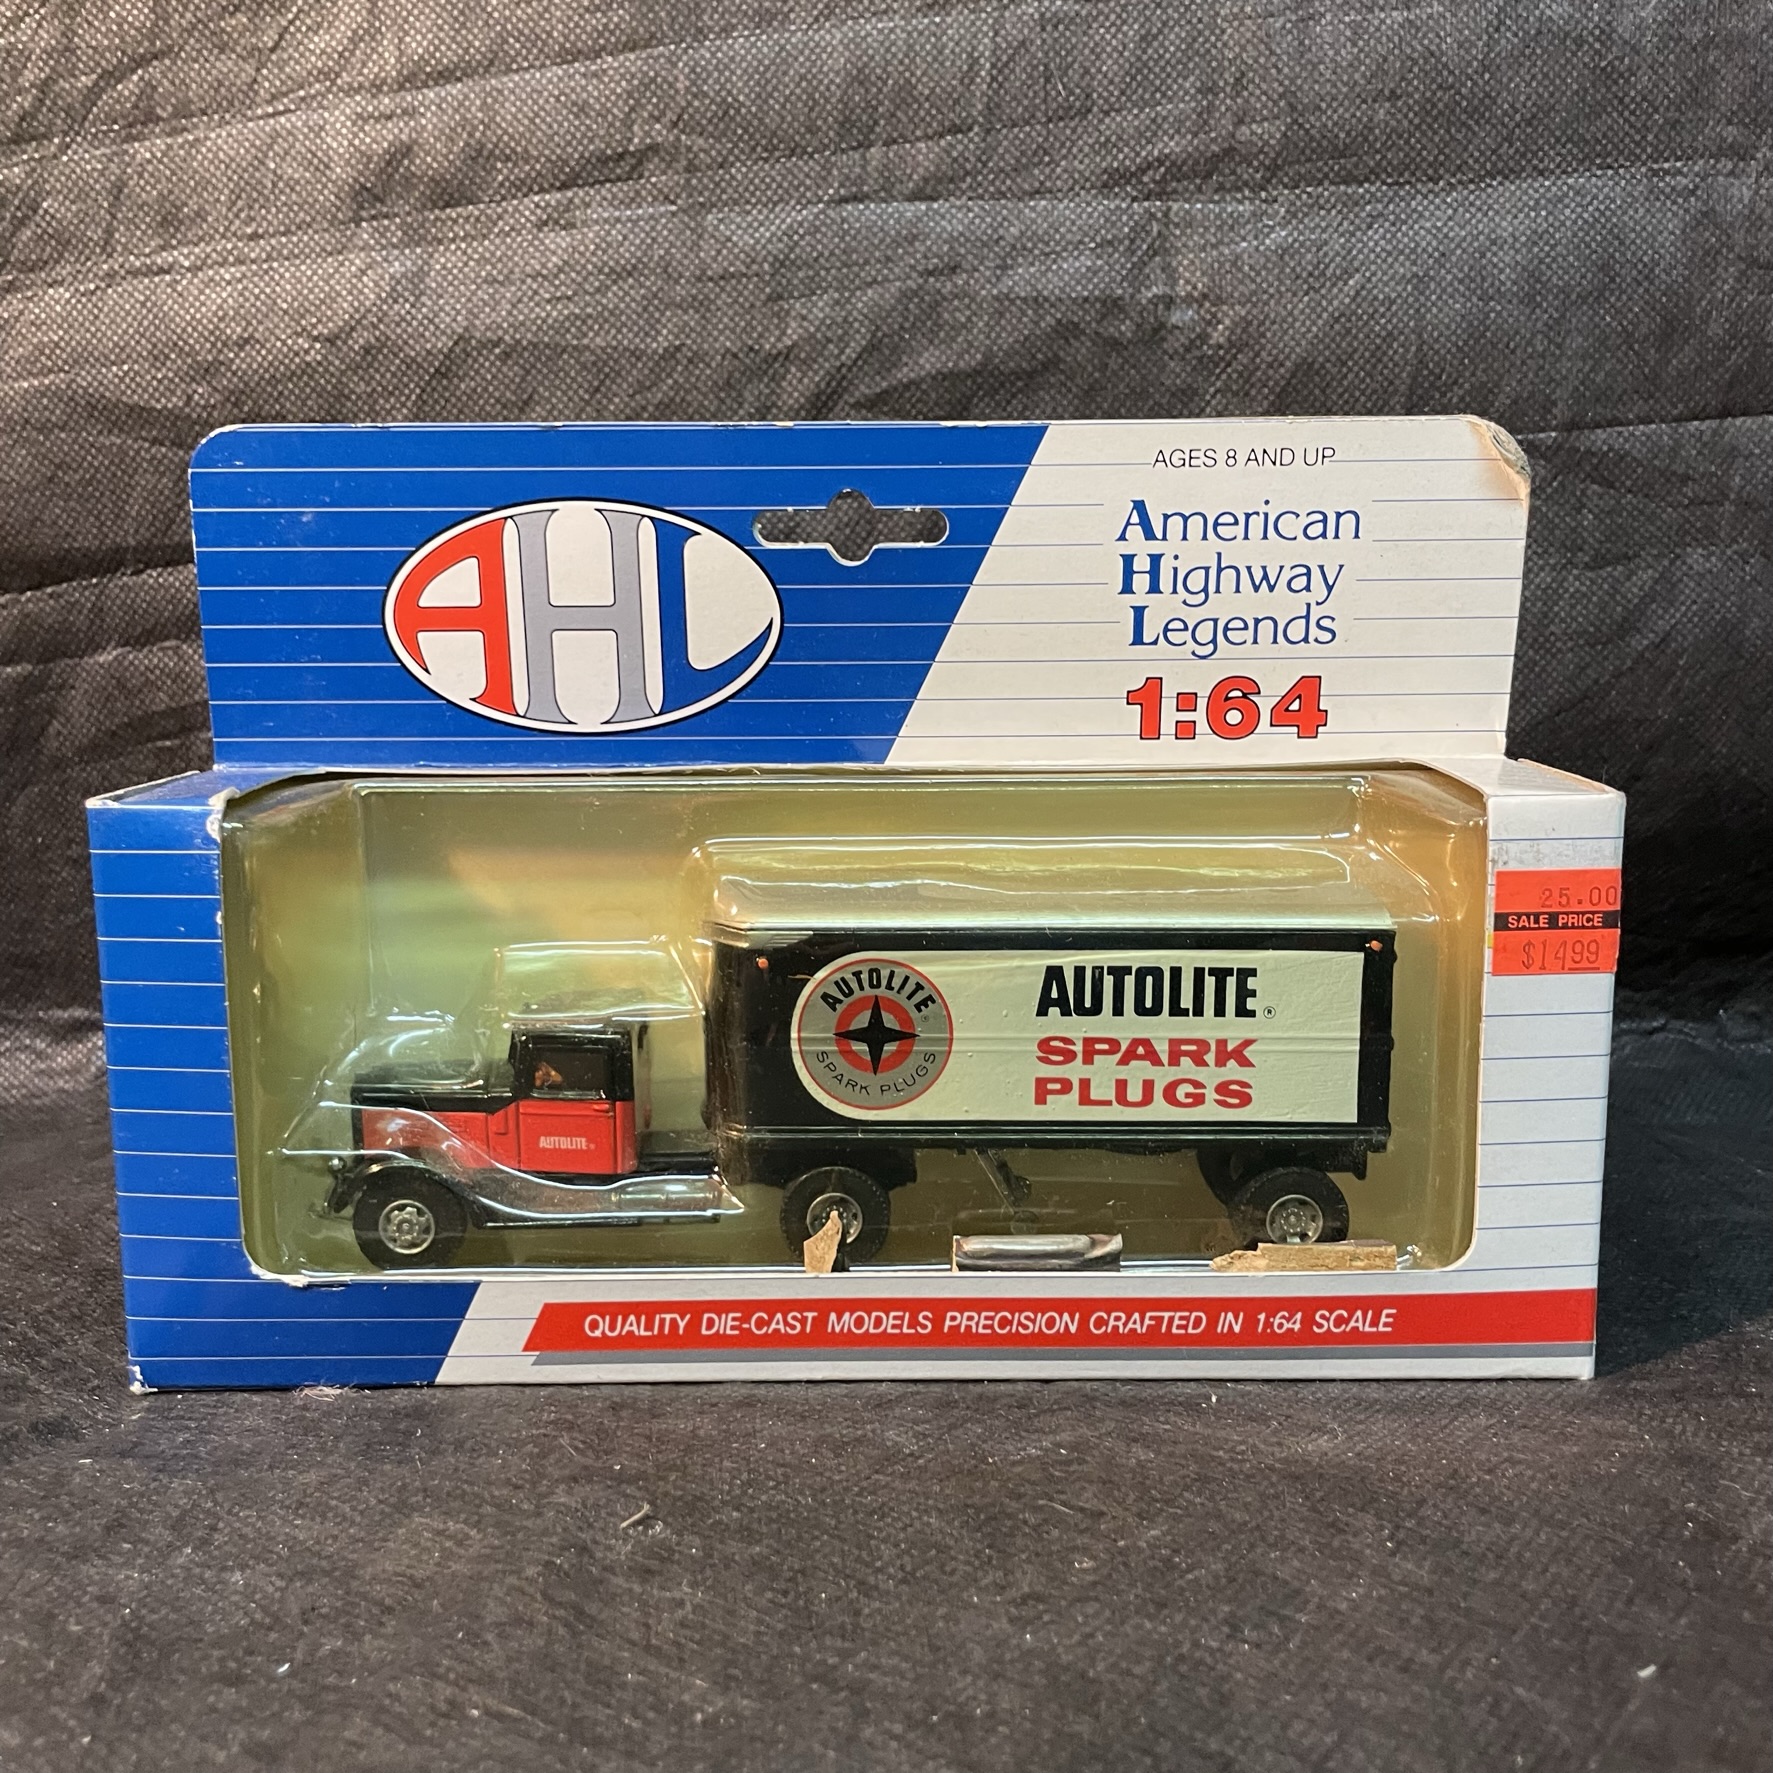 AGES 8 AND UP
AHL
American
Highway
Legends
1:64
25.00
SALE PRICE
$14.99
AUTOLITE
SPARK PLUGS
AUTOLITE®
SPARK
PLUGS
AUTOLITE
QUALITY DIE-CAST MODELS PRECISION CRAFTED IN 1:64 SCALE